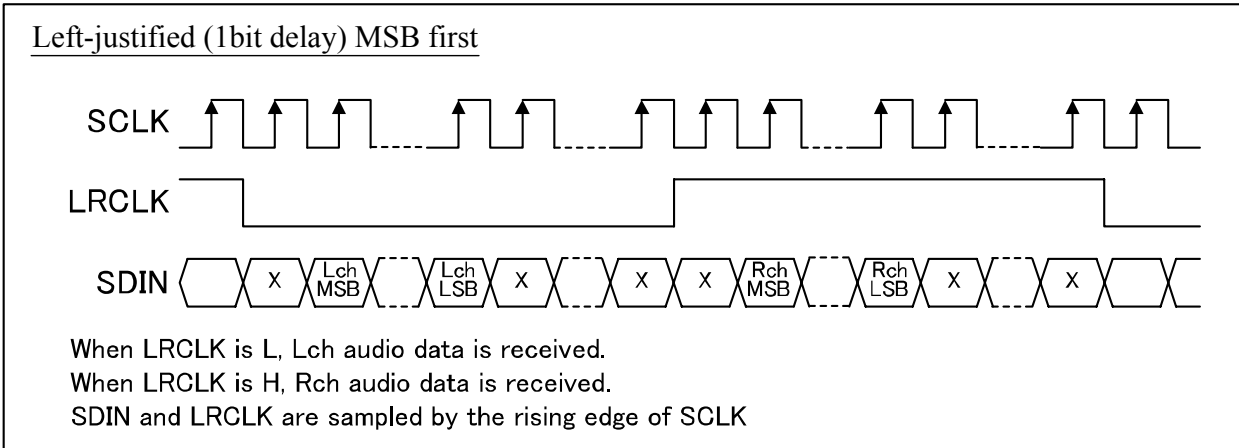 Left-justified (1bit delay) MSB first
SCLK
LRCLK
SDIN X Lch MSB Lch LSB X X X Rch MSB Rch LSB X X
When LRCLK is L, Lch audio data is received.
When LRCLK is H, Rch audio data is received.
SDIN and LRCLK are sampled by the rising edge of SCLK